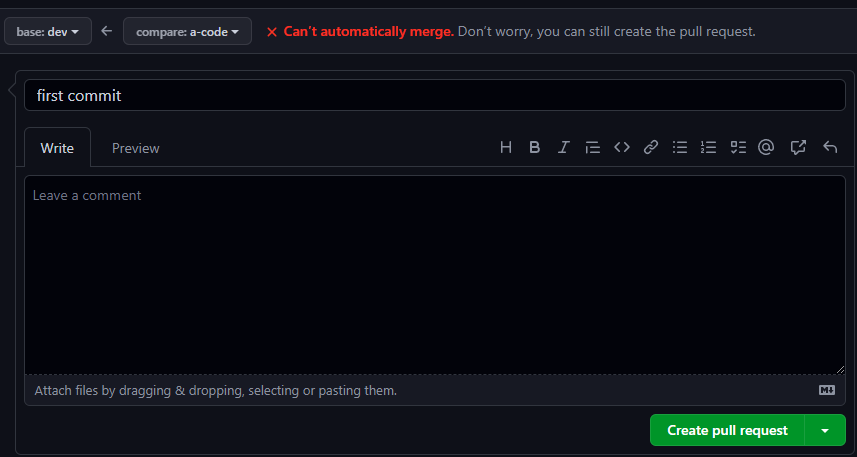 base: dev compare: a-code Can't automatically merge. Don't worry, you can still create the pull request.
first commit
Write Preview H B I
Leave a comment
Attach files by dragging & dropping, selecting or pasting them.
Create pull request